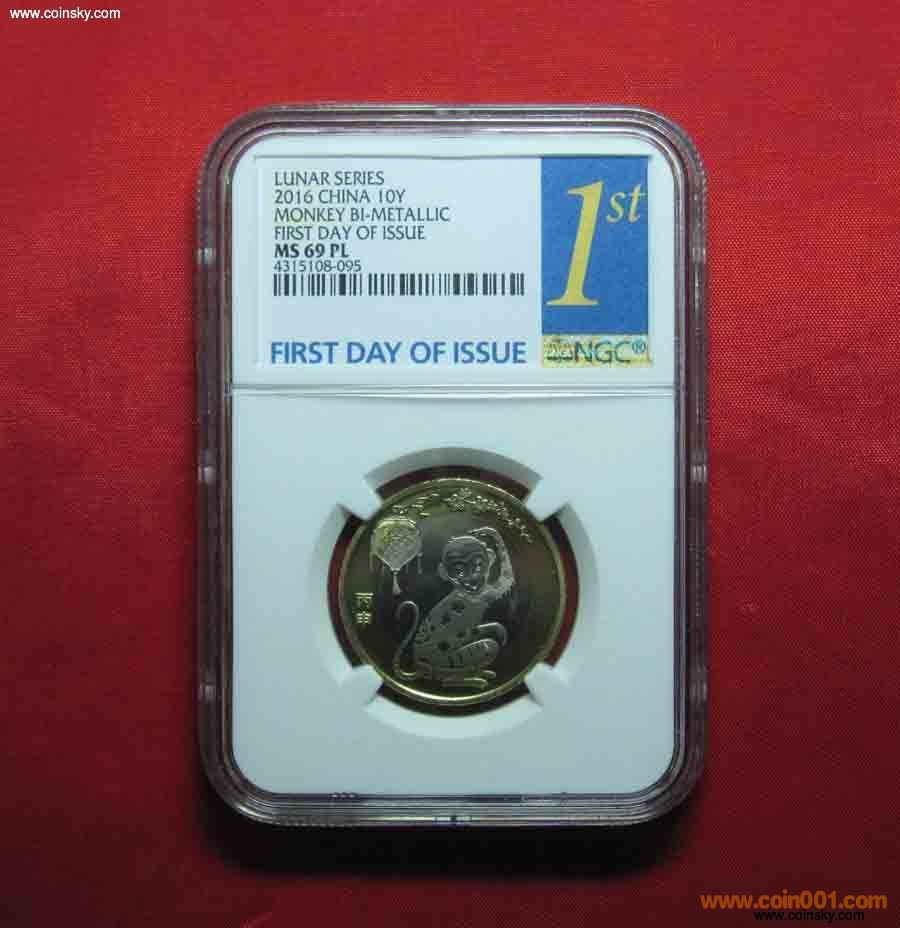 www.coinsky.com
LUNAR SERIES
2016 CHINA 10Y
MONKEY BI-METALLIC
FIRST DAY OF ISSUE
MS 69 PL
4315108-095
1st
FIRST DAY OF ISSUE
NGC®
丙申
www.coin001.com
www.coinsky.com